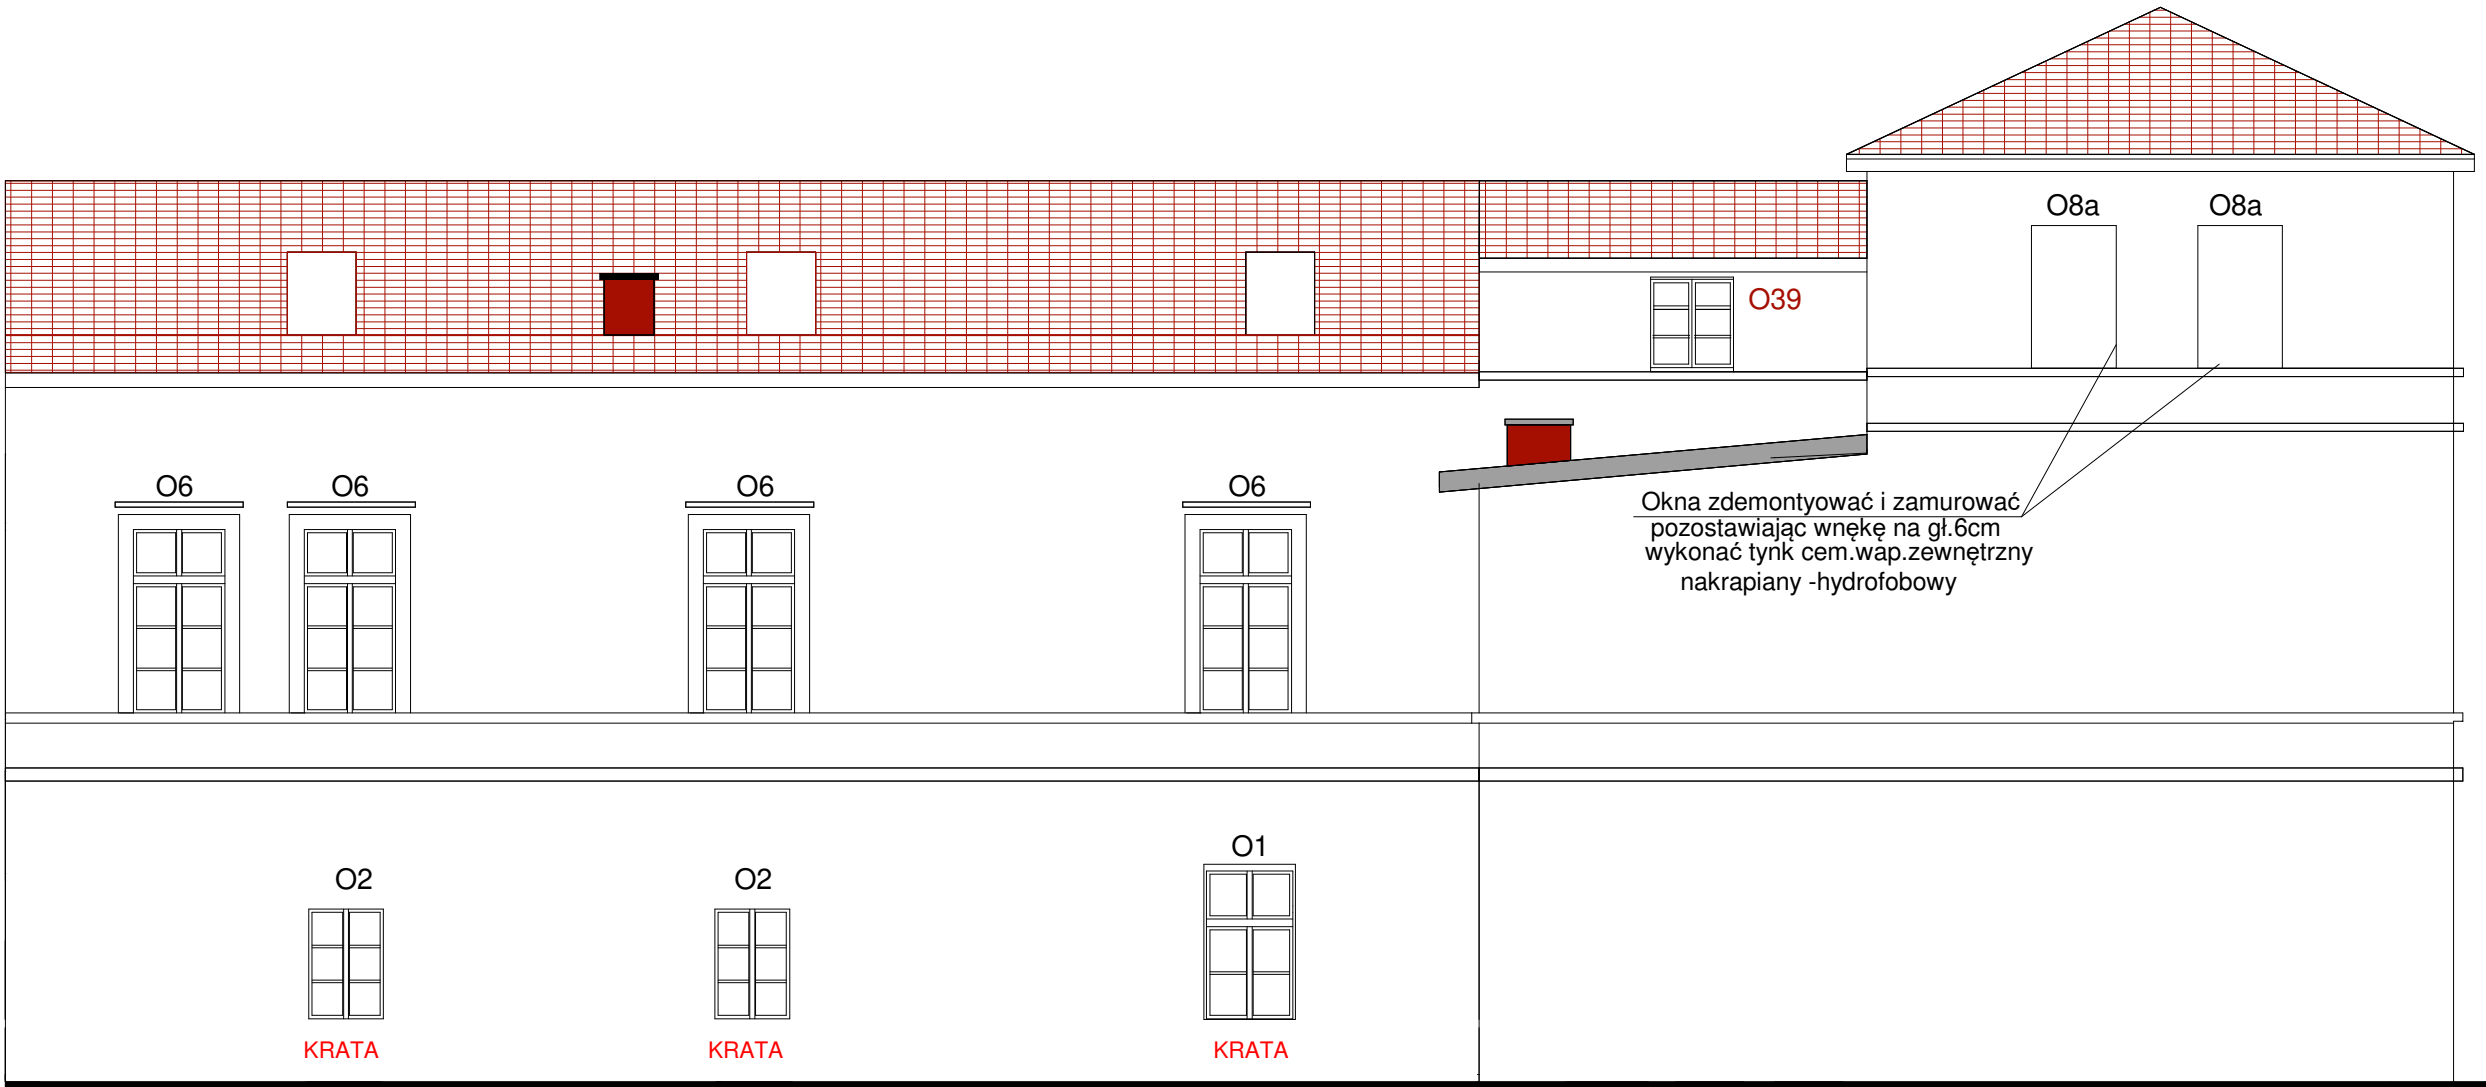 O8a O8a
O39
O6 O6 O6 O6
Okna zdemontyować i zamurować
pozostawiając wnękę na gł.6cm
wykonać tynk cem.wap.zewnętrzny
nakrapiany -hydrofobowy
O1
O2 O2
KRATA KRATA KRATA